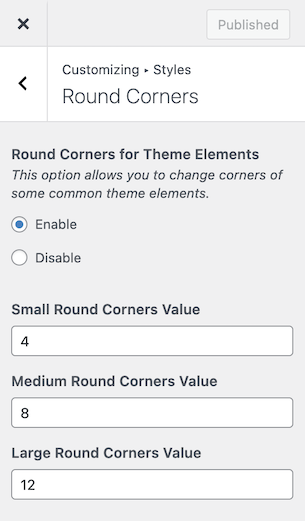 Published
Customizing ▸ Styles
Round Corners
Round Corners for Theme Elements
This option allows you to change corners of
some common theme elements.
Enable
Disable
Small Round Corners Value
4
Medium Round Corners Value
8
Large Round Corners Value
12